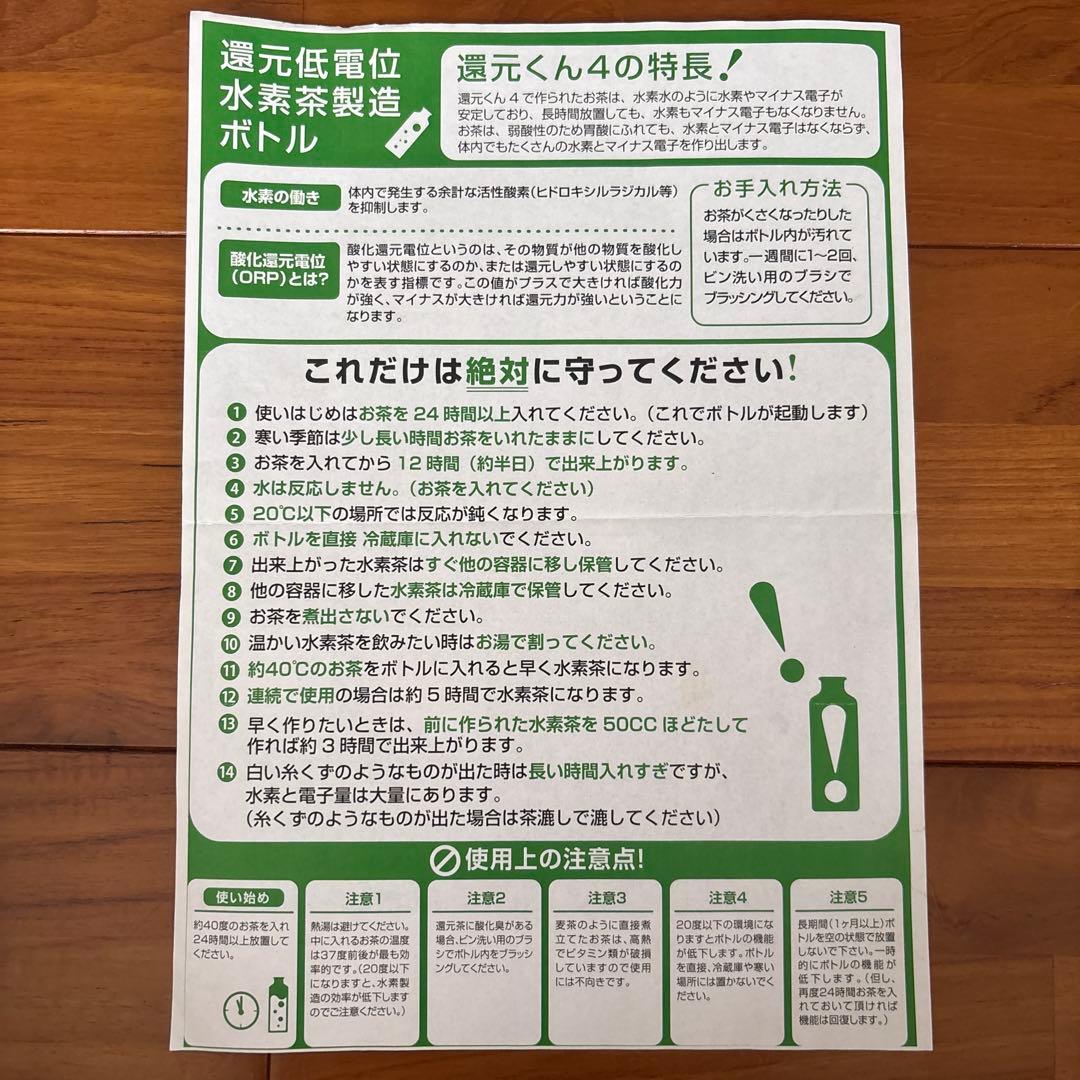 還元低電位
水素茶製造
ボトル
還元くん4の特長!
還元くん4で作られたお茶は、水素水のように水素やマイナス電子が
安定しており、長時間放置しても、水素もマイナス電子もなくなりません。
お茶は、弱酸性のため胃酸にふれても、水素とマイナス電子はなくならず、
体内でもたくさんの水素とマイナス電子を作り出します。
水素の働き
体内で発生する余計な活性酸素(ヒドロキシルラジカル等)
を抑制します。
酸化還元電位
(ORP)とは?
酸化還元電位というのは、その物質が他の物質を酸化し
やすい状態にするのか、または還元しやすい状態にするの
かを表す指標です。この値がプラスで大きければ酸化力
が強く、マイナスが大きければ還元力が強いということに
なります。
お手入れ方法
お茶がくさくなったりした
場合はボトル内が汚れて
います。一週間に1〜2回、
ビン洗い用のブラシで
ブラッシングしてください。
これだけは絶対に守ってください!
1 使いはじめはお茶を24時間以上入れてください。(これでボトルが起動します)
2 寒い季節は少し長い時間お茶をいれたままにしてください。
3 お茶を入れてから12時間(約半日)で出来上がります。
4 水は反応しません。(お茶を入れてください)
5 20℃以下の場所では反応が鈍くなります。
6 ボトルを直接 冷蔵庫に入れないでください。
7 出来上がった水素茶はすぐ他の容器に移し保管してください。
8 他の容器に移した水素茶は冷蔵庫で保管してください。
9 お茶を煮出さないでください。
10 温かい水素茶を飲みたい時はお湯で割ってください。
11 約40℃のお茶をボトルに入れると早く水素茶になります。
12 連続で使用の場合は約5時間で水素茶になります。
13 早く作りたいときは、前に作られた水素茶を50CCほどたして
作れば約3時間で出来上がります。
14 白い糸くずのようなものが出た時は長い時間入れすぎですが、
水素と電子量は大量にあります。
(糸くずのようなものが出た場合は茶漉しで漉してください)
使用上の注意点!
使い始め
約40度のお茶を入れ
24時間以上放置して
ください。
注意1
熱湯は避けてください。
中に入れるお茶の温度
は37度前後が最も効
率的です。(20度以下
になりますと、水素製
造の効率が低下します
のでご注意ください。)
注意2
還元茶に酸化臭がある
場合、ビン洗い用のブラ
シでボトル内をブラッシ
ングしてください。
注意3
麦茶のように直接煮
立てたお茶は、高熱
でビタミン類が破損
していますので使用
には不向きです。
注意4
20度以下の環境にな
りますとボトルの機能
が低下します。ボトル
を直接、冷蔵庫や寒い
場所には置かないでく
ださい。
注意5
長期間(1ヶ月以上)ボ
トルを空の状態で放置
しないで下さい。一時
的にボトルの機能が
低下します。(但し、
再度24時間お茶を入
れておいて頂ければ
機能は回復します。)